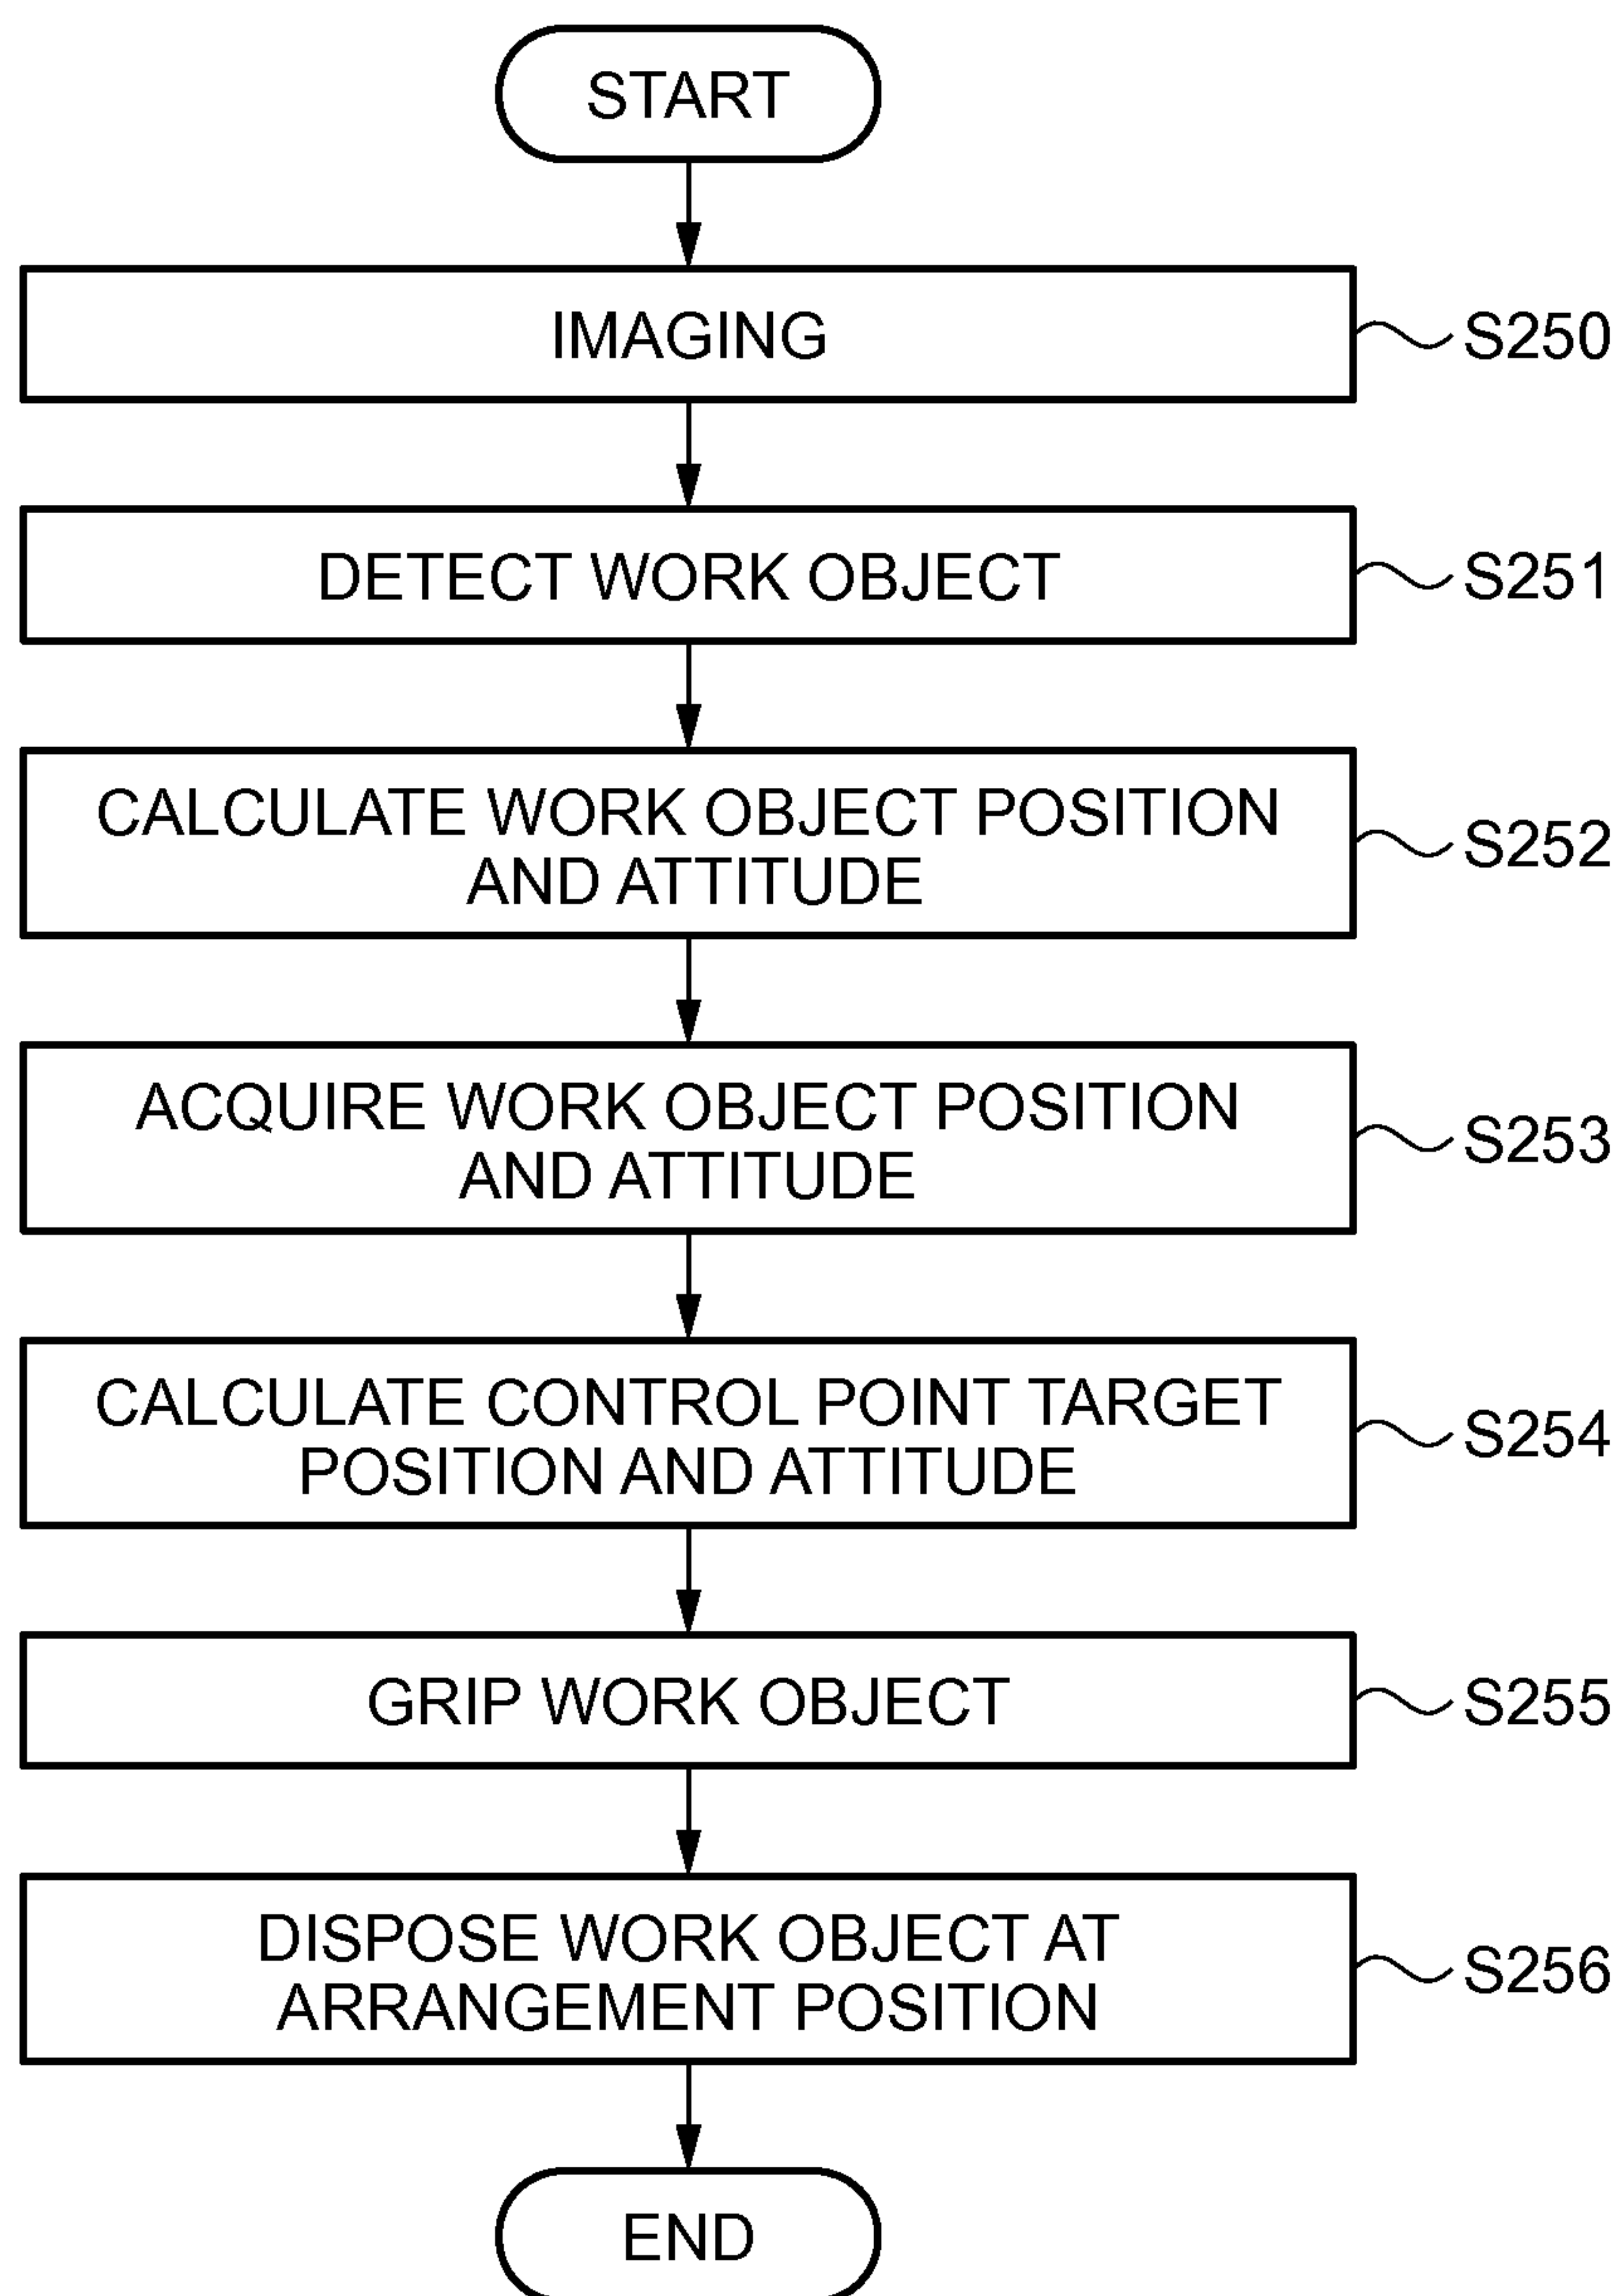 START
IMAGING
S250
DETECT WORK OBJECT
S251
CALCULATE WORK OBJECT POSITION
AND ATTITUDE
S252
ACQUIRE WORK OBJECT POSITION
AND ATTITUDE
S253
CALCULATE CONTROL POINT TARGET
POSITION AND ATTITUDE
S254
GRIP WORK OBJECT
S255
DISPOSE WORK OBJECT AT
ARRANGEMENT POSITION
S256
END